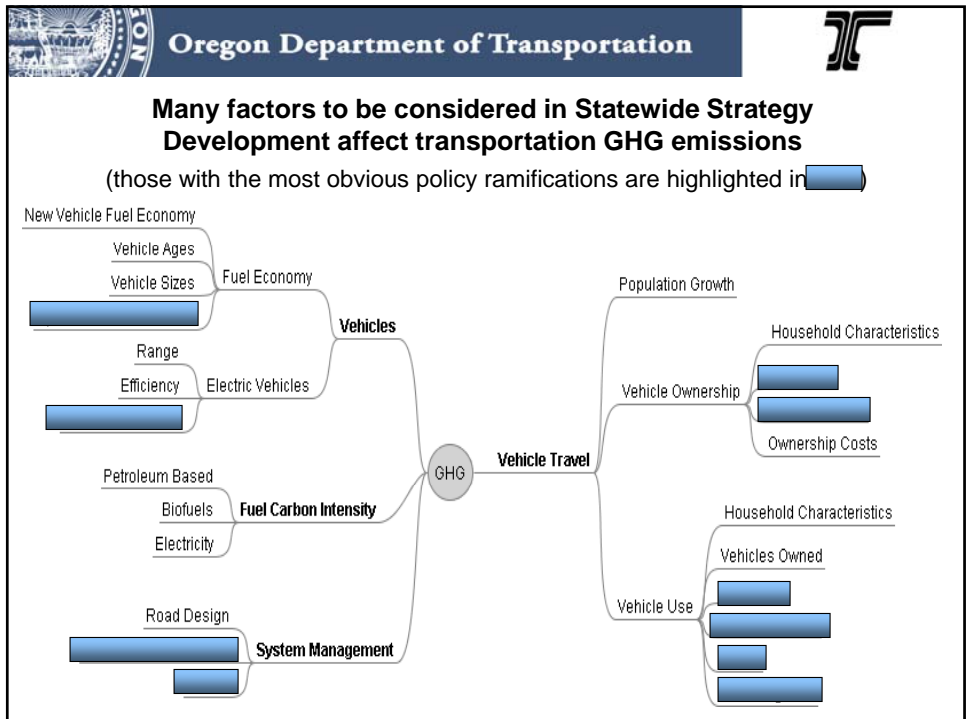 Oregon Department of Transportation
Many factors to be considered in Statewide Strategy
Development affect transportation GHG emissions
(those with the most obvious policy ramifications are highlighted in )
New Vehicle Fuel Economy
Vehicle Ages
Vehicle Sizes
Fuel Economy
Vehicles
Range
Efficiency
Electric Vehicles
Petroleum Based
Biofuels
Electricity
Fuel Carbon Intensity
Road Design
System Management
GHG
Vehicle Travel
Population Growth
Household Characteristics
Vehicle Ownership
Ownership Costs
Household Characteristics
Vehicles Owned
Vehicle Use